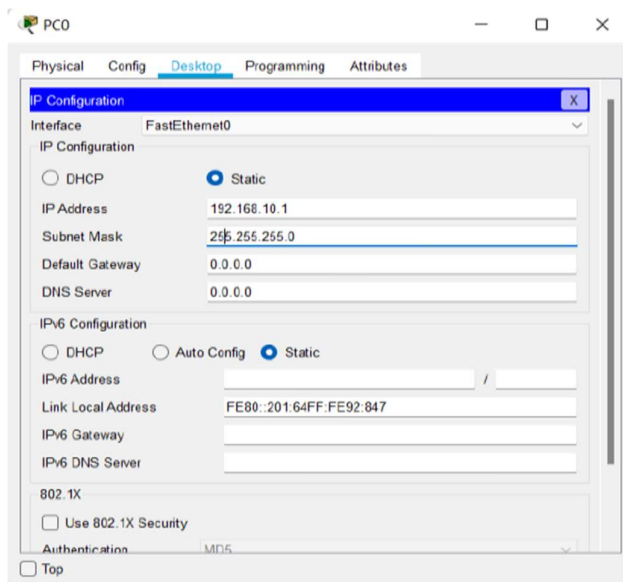 PC0
Physical Config Desktop Programming Attributes
IP Configuration X
Interface FastEthernet0
IP Configuration
DHCP Static
IP Address 192.168.10.1
Subnet Mask 255.255.255.0
Default Gateway 0.0.0.0
DNS Server 0.0.0.0
IPv6 Configuration
DHCP Auto Config Static
IPv6 Address /
Link Local Address FE80::201:64FF:FE92:847
IPv6 Gateway
IPv6 DNS Server
802.1X
Use 802.1X Security
Authentication MD5
Top